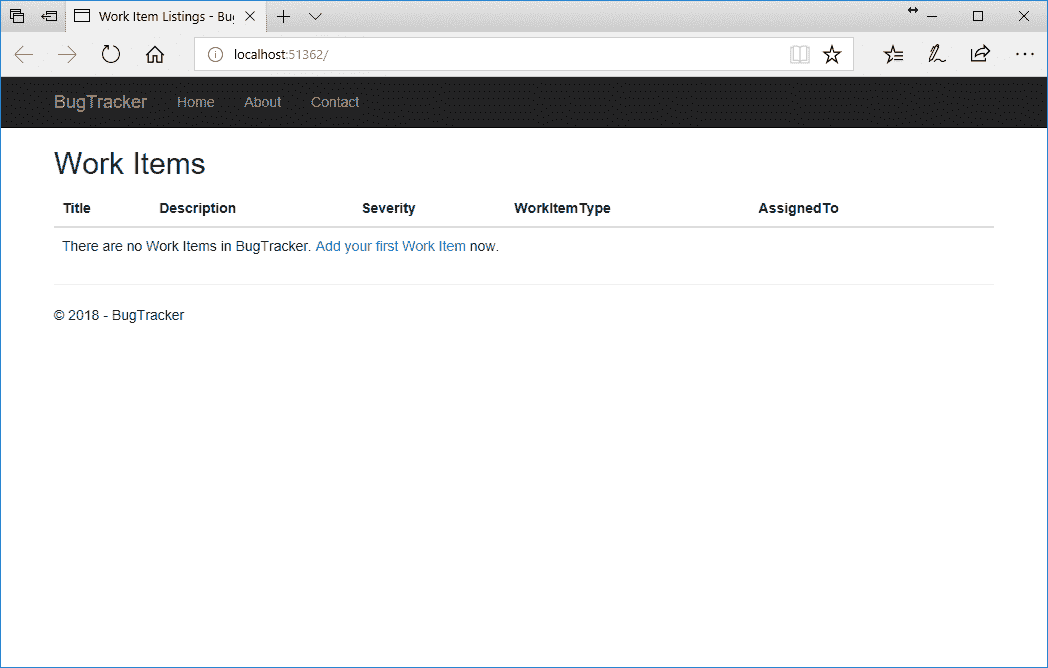 Work Item Listings - Bu
localhost:51362/
BugTracker Home About Contact
Work Items
Title Description Severity WorkItemType AssignedTo
There are no Work Items in BugTracker. Add your first Work Item now.
© 2018 - BugTracker